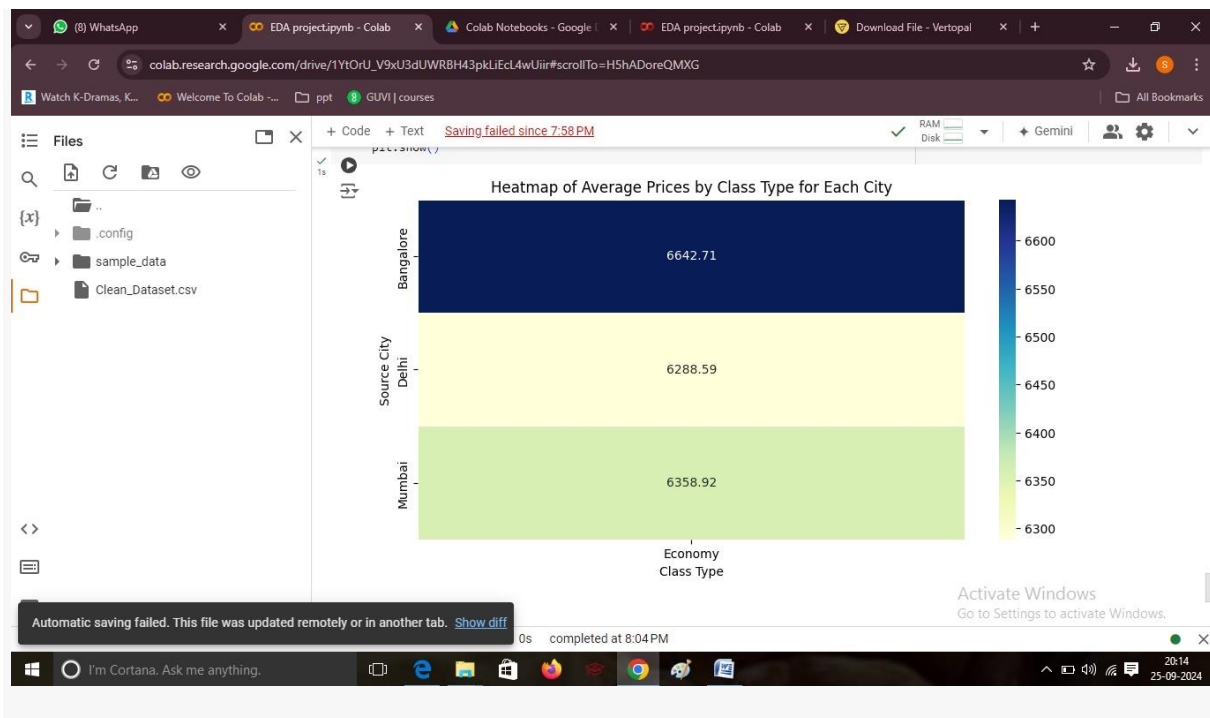 (8) WhatsApp
EDA project.ipynb - Colab
Colab Notebooks - Google
EDA project.ipynb - Colab
Download File - Vertopal
colab.research.google.com/drive/1YtOrU_V9xU3dUWRBH43pkLiEcL4wUiir#scrollTo=H5hADoreQMXG
S
R Watch K-Dramas, K...
Welcome To Colab -...
ppt
GUVI | courses
All Bookmarks
Files
+ Code + Text Saving failed since 7:58 PM
RAM
Disk
Gemini
plt.show()
1s
..
.config
sample_data
Clean_Dataset.csv
{x}
Heatmap of Average Prices by Class Type for Each City
Source City
Bangalore
6642.71
Delhi
6288.59
Mumbai
6358.92
Economy
Class Type
6600
6550
6500
6450
6400
6350
6300
Activate Windows
Go to Settings to activate Windows.
Automatic saving failed. This file was updated remotely or in another tab. Show diff
0s completed at 8:04 PM
I'm Cortana. Ask me anything.
20:14
25-09-2024